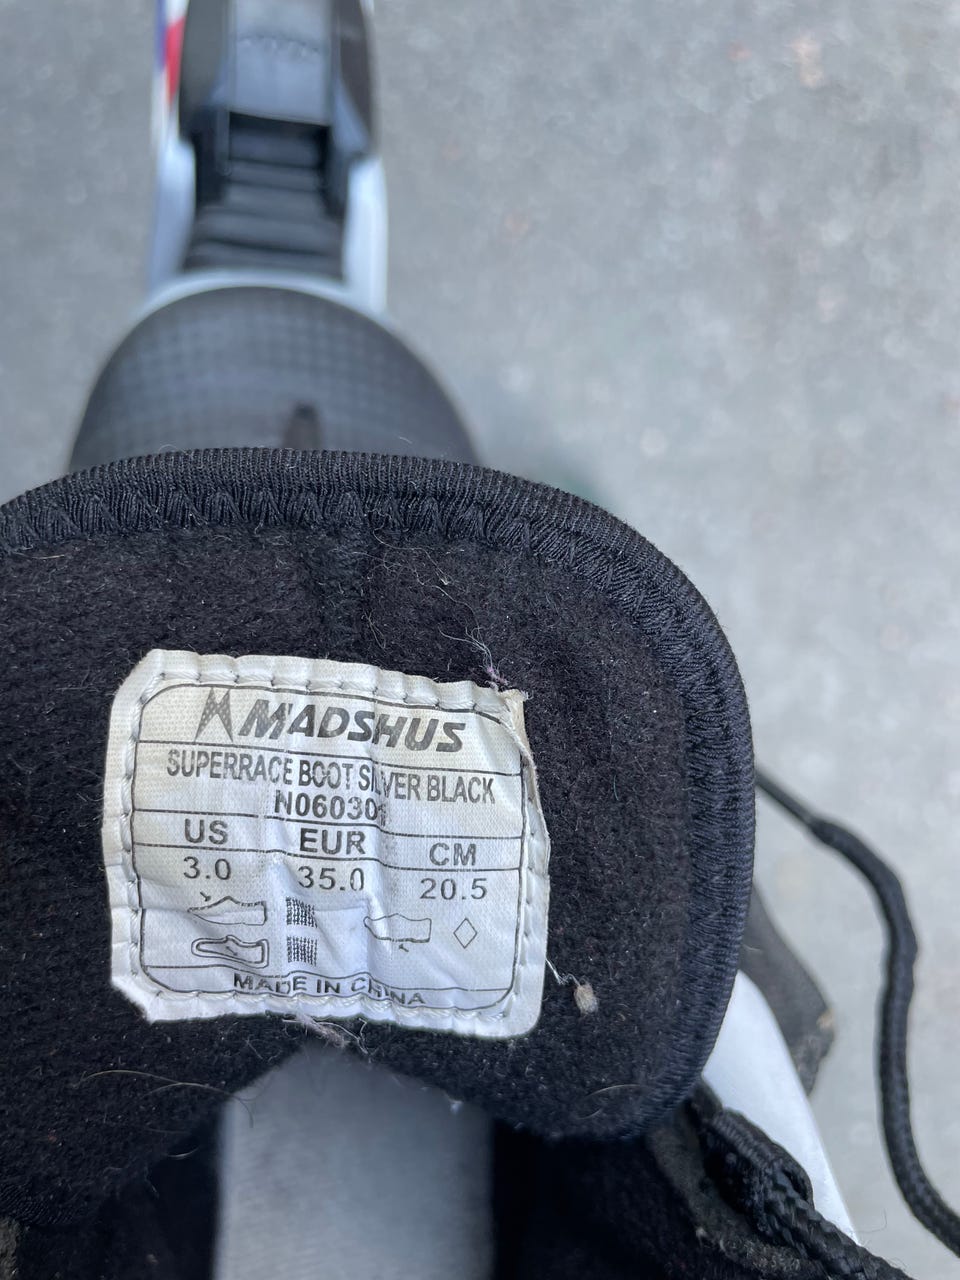 MADSHUS
SUPERRACE BOOT SILVER BLACK
US EUR CM
3.0 35.0 20.5
MADE IN CHINA